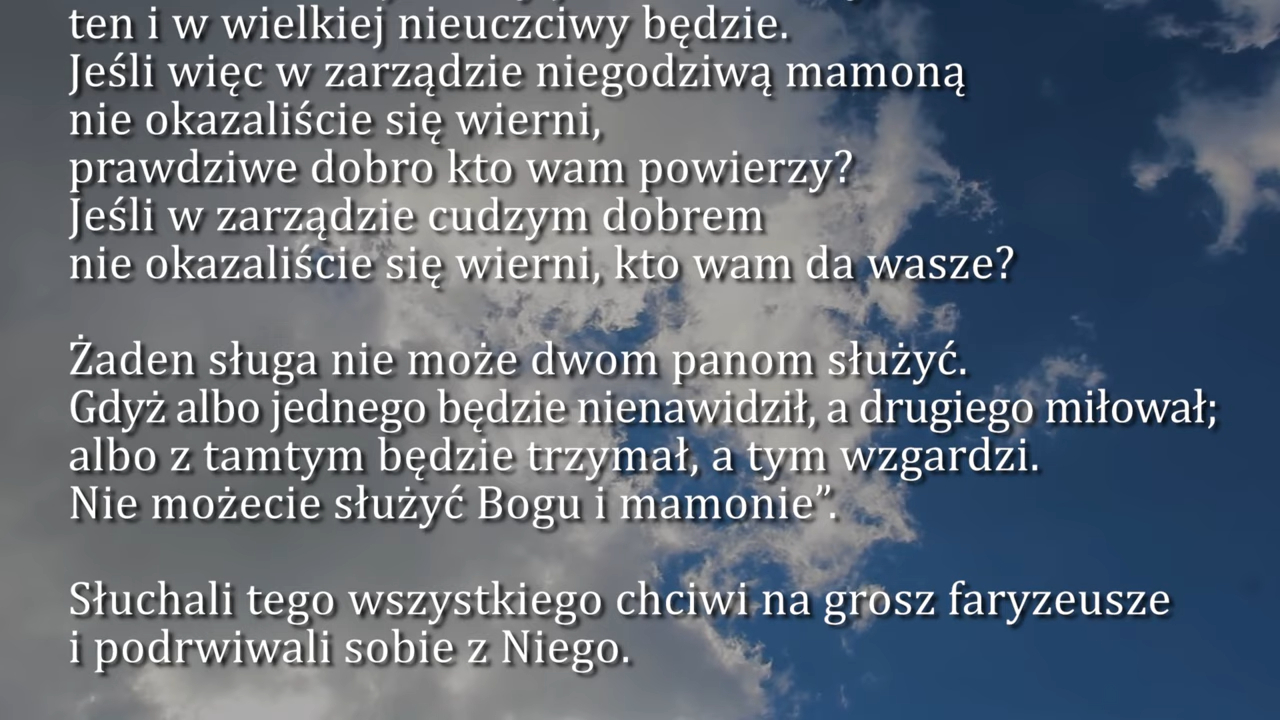 ten i w wielkiej nieuczciwy będzie.
Jeśli więc w zarządzie niegodziwą mamoną
nie okazaliście się wierni,
prawdziwe dobro kto wam powierzy?
Jeśli w zarządzie cudzym dobrem
nie okazaliście się wierni, kto wam da wasze?
Żaden sługa nie może dwom panom służyć.
Gdyż albo jednego będzie nienawidził, a drugiego miłował;
albo z tamtym będzie trzymał, a tym wzgardzi.
Nie możecie służyć Bogu i mamonie”.
Słuchali tego wszystkiego chciwi na grosz faryzeusze
i podrwiwali sobie z Niego.